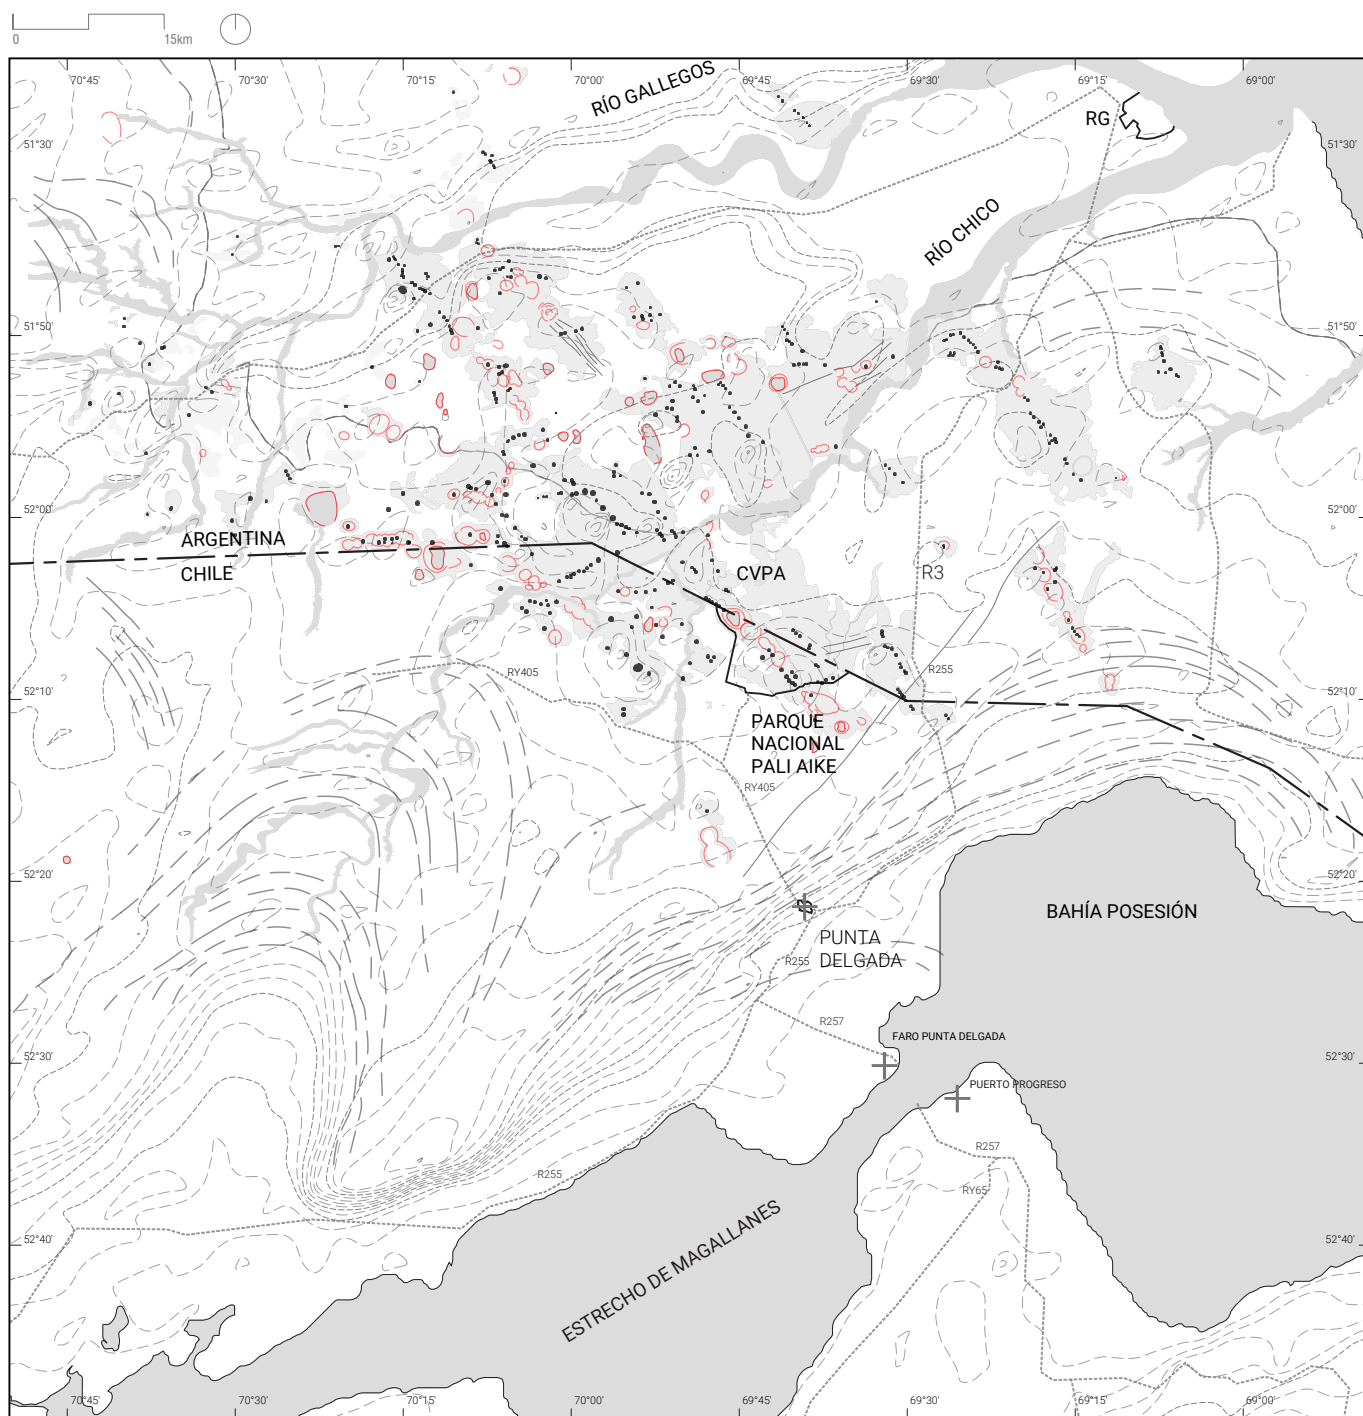 0
15km
70°45'
70°30'
70°15'
70°00'
69°45'
69°30'
69°15'
69°00'
RÍO GALLEGOS
RG
51°30'
51°30'
RÍO CHICO
51°50'
51°50'
52°00'
52°00'
ARGENTINA
CHILE
CVPA
R3
RY405
R255
52°10'
52°10'
PARQUE
NACIONAL
PALI AIKE
RY405
52°20'
52°20'
BAHÍA POSESIÓN
PUNTA
DELGADA
R255
R257
FARO PUNTA DELGADA
52°30'
52°30'
PUERTO PROGRESO
R257
R255
RY65
ESTRECHO DE MAGALLANES
52°40'
52°40'
70°45'
70°30'
70°15'
70°00'
69°45'
69°30'
69°15'
69°00'